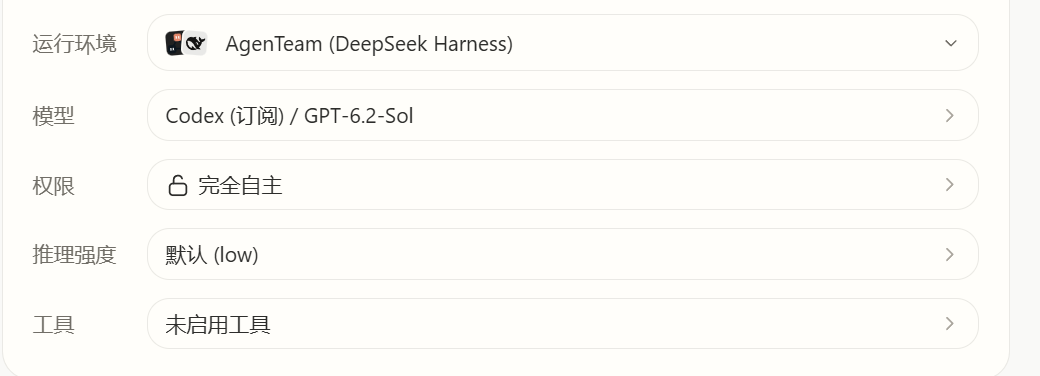 运行环境 AgenTeam (DeepSeek Harness)
模型 Codex (订阅) / GPT-6.2-Sol
权限 完全自主
推理强度 默认 (low)
工具 未启用工具